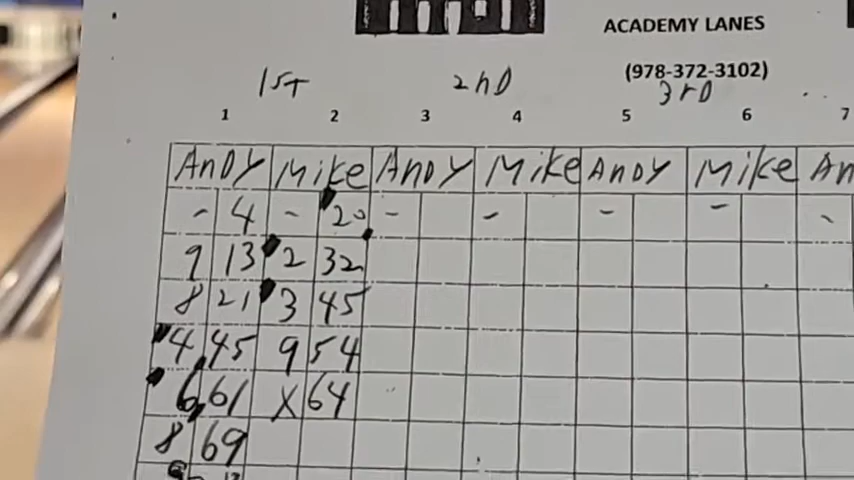 ACADEMY LANES
(978-372-3102)
1ST 2ND 3RD
1 2 3 4 5 6 7
ANDY Mike ANDY Mike ANDY Mike An
- 4 - 20 - - - - -
9 13 2 32
8 21 3 45
4 45 9 54
6 61 X 64
8 69